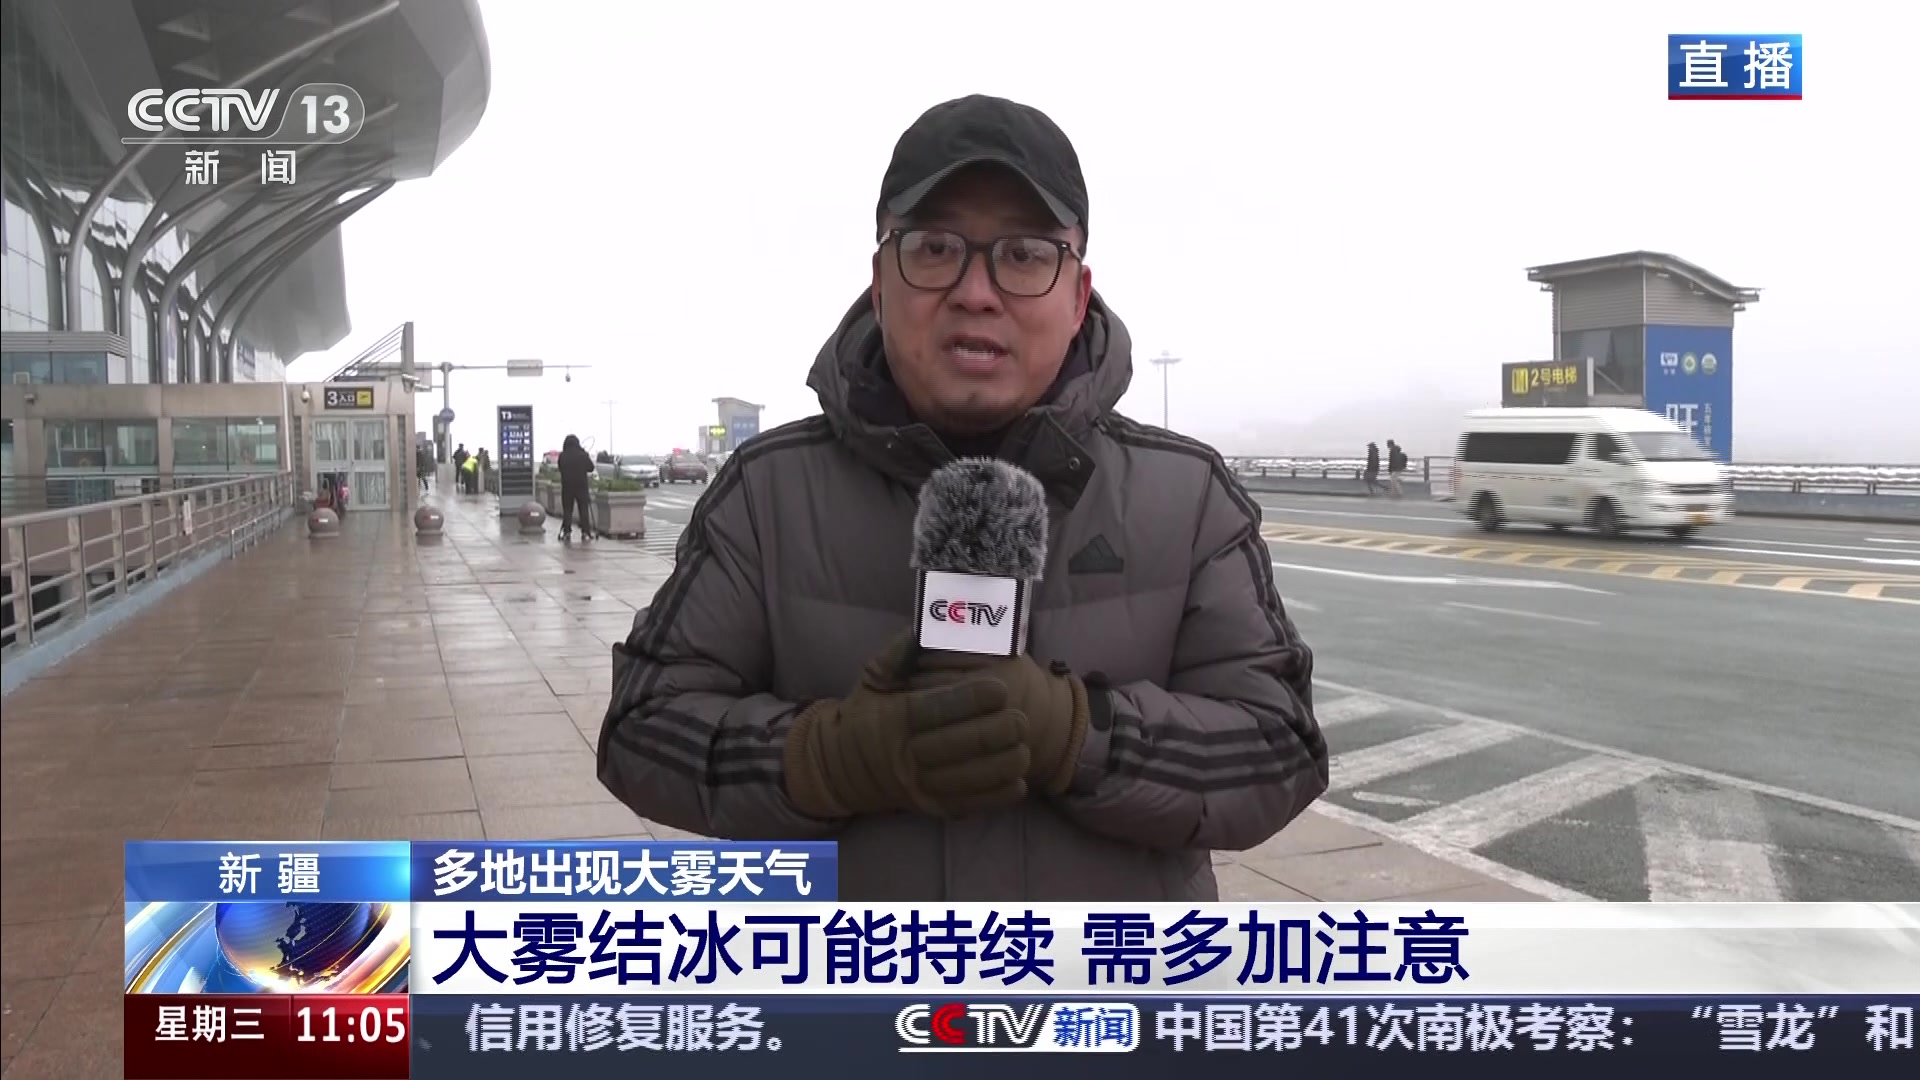 CCTV 13
新 闻
直播
3入口
T3
2号电梯
旺
CCTV
新疆
多地出现大雾天气
大雾结冰可能持续 需多加注意
星期三 11:05
、信用修复服务。 CCTV新闻 中国第41次南极考察：“雪龙”和